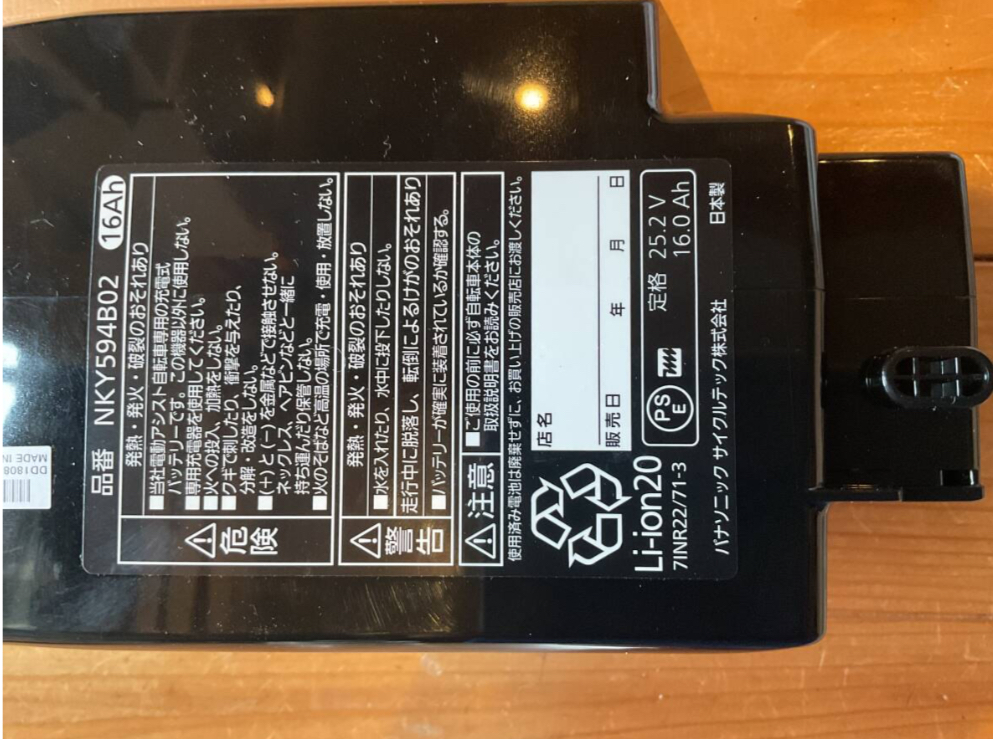 品番 NKY594B02 16Ah
危険
発熱・発火・破裂のおそれあり
■当社電動アシスト自転車専用の充電式
バッテリーです。この機器以外に使用しない。
■専用充電器を使用してください。
■火への投入、加熱をしない。
■クギで刺したり、衝撃を与えたり、
分解・改造をしない。
■(+)と(−)を金属などで接触させない。
ネックレス、ヘアピンなどと一緒に
持ち運んだり保管しない。
■火のそばなど高温の場所で充電・使用・放置しない。
警告
発熱・発火・破裂のおそれあり
■水を入れたり、水中に投下したりしない。
走行中に脱落し、転倒によるけがのおそれあり
■バッテリーが確実に装着されているか確認する。
注意
■ご使用の前に必ず自転車本体の
取扱説明書をお読みください。
使用済み電池は廃棄せずに、お買い上げの販売店にお渡しください。
店名
販売日 年 月 日
Li-ion20
7INR22/71-3
PS
E
定格 25.2 V
16.0 Ah
パナソニック サイクルテック株式会社 日本製
DD1808
MADE IN